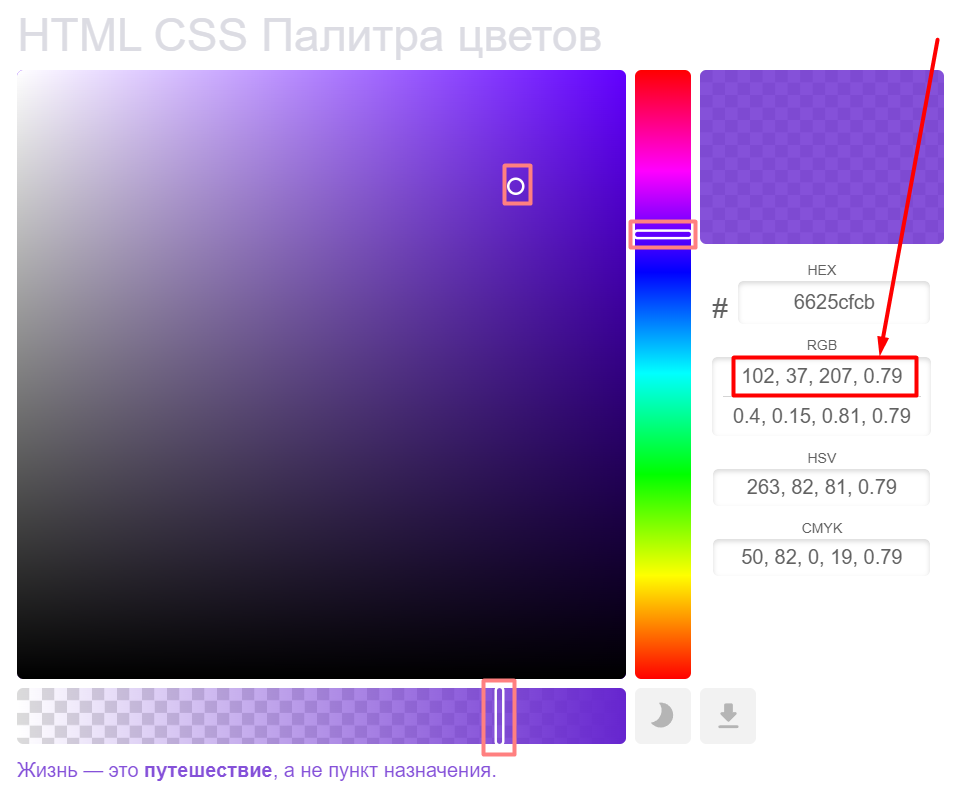 HTML CSS Палитра цветов
HEX
# 6625cfcb
RGB
102, 37, 207, 0.79
0.4, 0.15, 0.81, 0.79
HSV
263, 82, 81, 0.79
CMYK
50, 82, 0, 19, 0.79
Жизнь — это путешествие, а не пункт назначения.